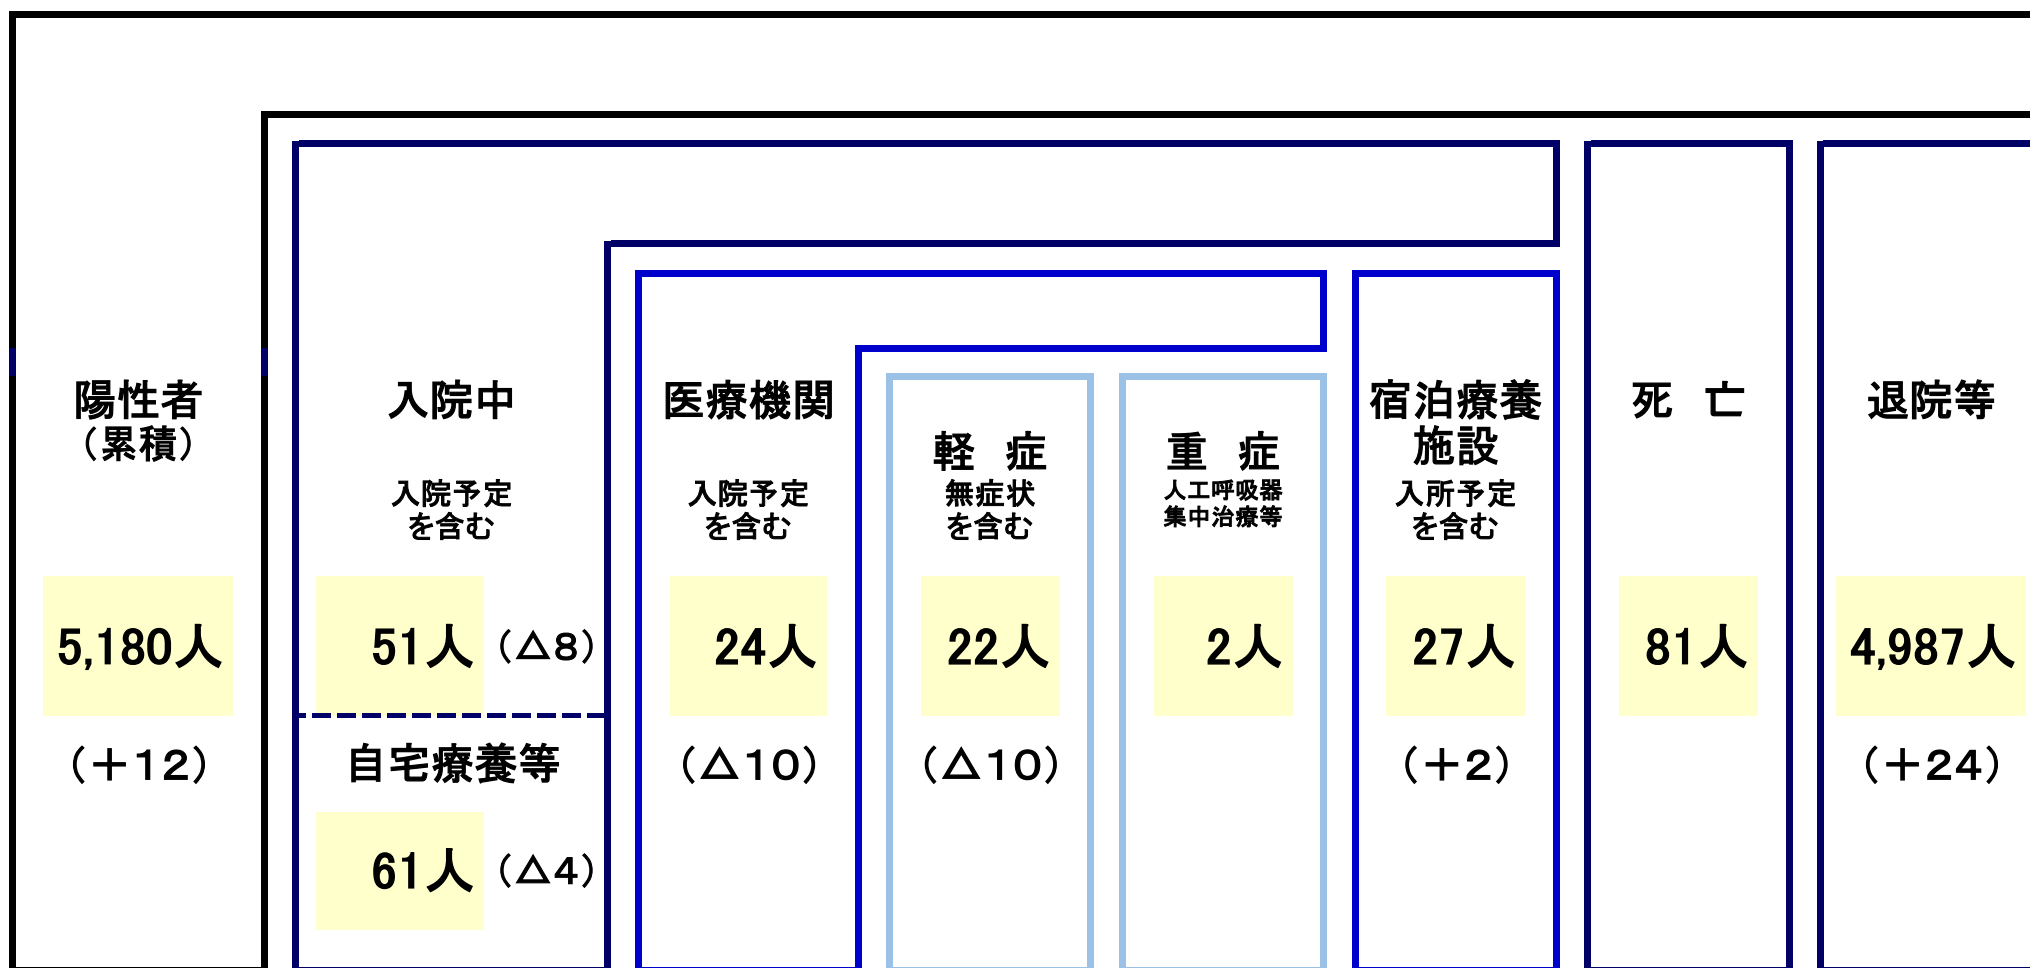 陽性者
（累積）
5,180人
（＋12）
入院中
入院予定
を含む
51人 （△8）
自宅療養等
61人 （△4）
医療機関
入院予定
を含む
24人
（△10）
軽　症
無症状
を含む
22人
（△10）
重　症
人工呼吸器
集中治療等
2人
宿泊療養
施設
入所予定
を含む
27人
（＋2）
死　亡
81人
退院等
4,987人
（＋24）